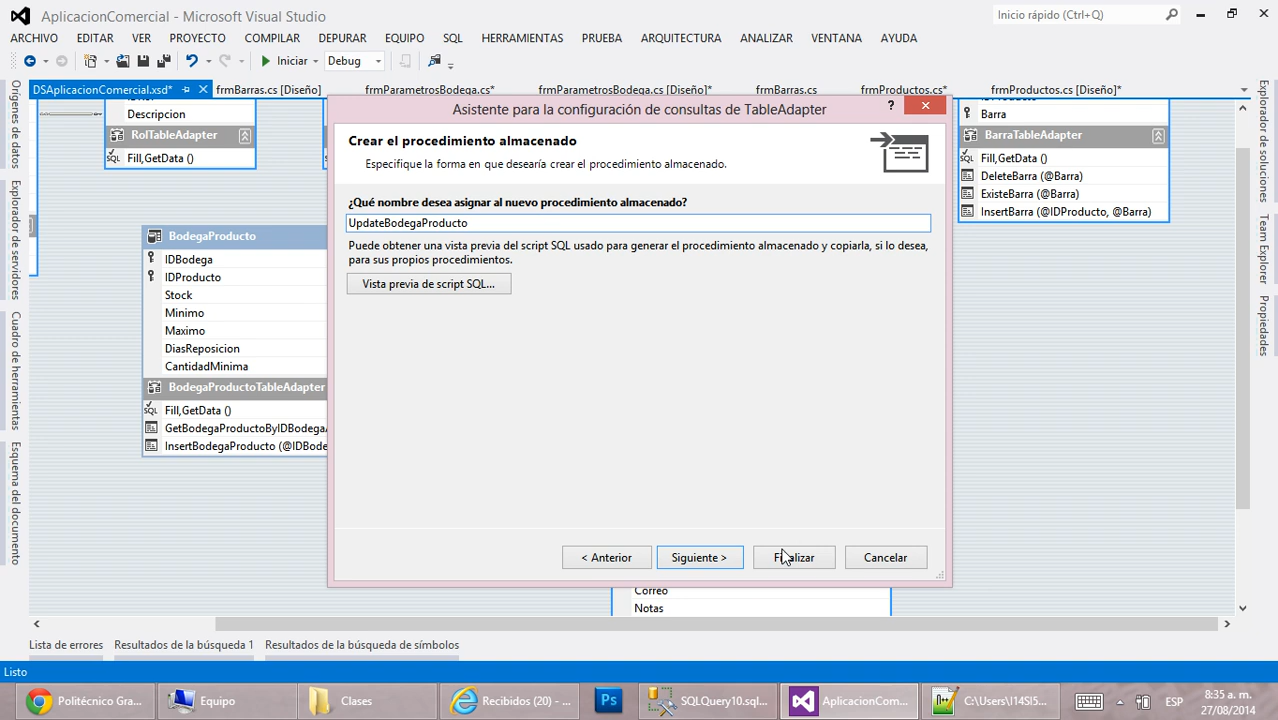 AplicacionComercial - Microsoft Visual Studio
Inicio rápido (Ctrl+Q)
ARCHIVO EDITAR VER PROYECTO COMPILAR DEPURAR EQUIPO SQL HERRAMIENTAS PRUEBA ARQUITECTURA ANALIZAR VENTANA AYUDA
Iniciar Debug
DSAplicacionComercial.xsd* frmBarras.cs [Diseño] frmParametrosBodega.cs* frmParametrosBodega.cs [Diseño]* frmBarras.cs frmProductos.cs* frmProductos.cs [Diseño]*
Orígenes de datos
Explorador de servidores
Cuadro de herramientas
Esquema del documento
Descripcion
RolTableAdapter
Fill,GetData ()
BodegaProducto
IDBodega
IDProducto
Stock
Minimo
Maximo
DiasReposicion
CantidadMinima
BodegaProductoTableAdapter
Fill,GetData ()
GetBodegaProductoByIDBodega
InsertBodegaProducto (@IDBode
Asistente para la configuración de consultas de TableAdapter
?
Crear el procedimiento almacenado
Especifique la forma en que desearía crear el procedimiento almacenado.
¿Qué nombre desea asignar al nuevo procedimiento almacenado?
UpdateBodegaProducto
Puede obtener una vista previa del script SQL usado para generar el procedimiento almacenado y copiarla, si lo desea,
para sus propios procedimientos.
Vista previa de script SQL...
< Anterior Siguiente > Finalizar Cancelar
Correo
Notas
Barra
BarraTableAdapter
Fill,GetData ()
DeleteBarra (@Barra)
ExisteBarra (@Barra)
InsertBarra (@IDProducto, @Barra)
Explorador de soluciones
Team Explorer
Propiedades
Lista de errores Resultados de la búsqueda 1 Resultados de la búsqueda de símbolos
Listo
Politécnico Gra... Equipo Clases Recibidos (20) - ... Ps SQLQuery10.sql... AplicacionCom... C:\Users\I14SI5... ESP
8:35 a. m.
27/08/2014